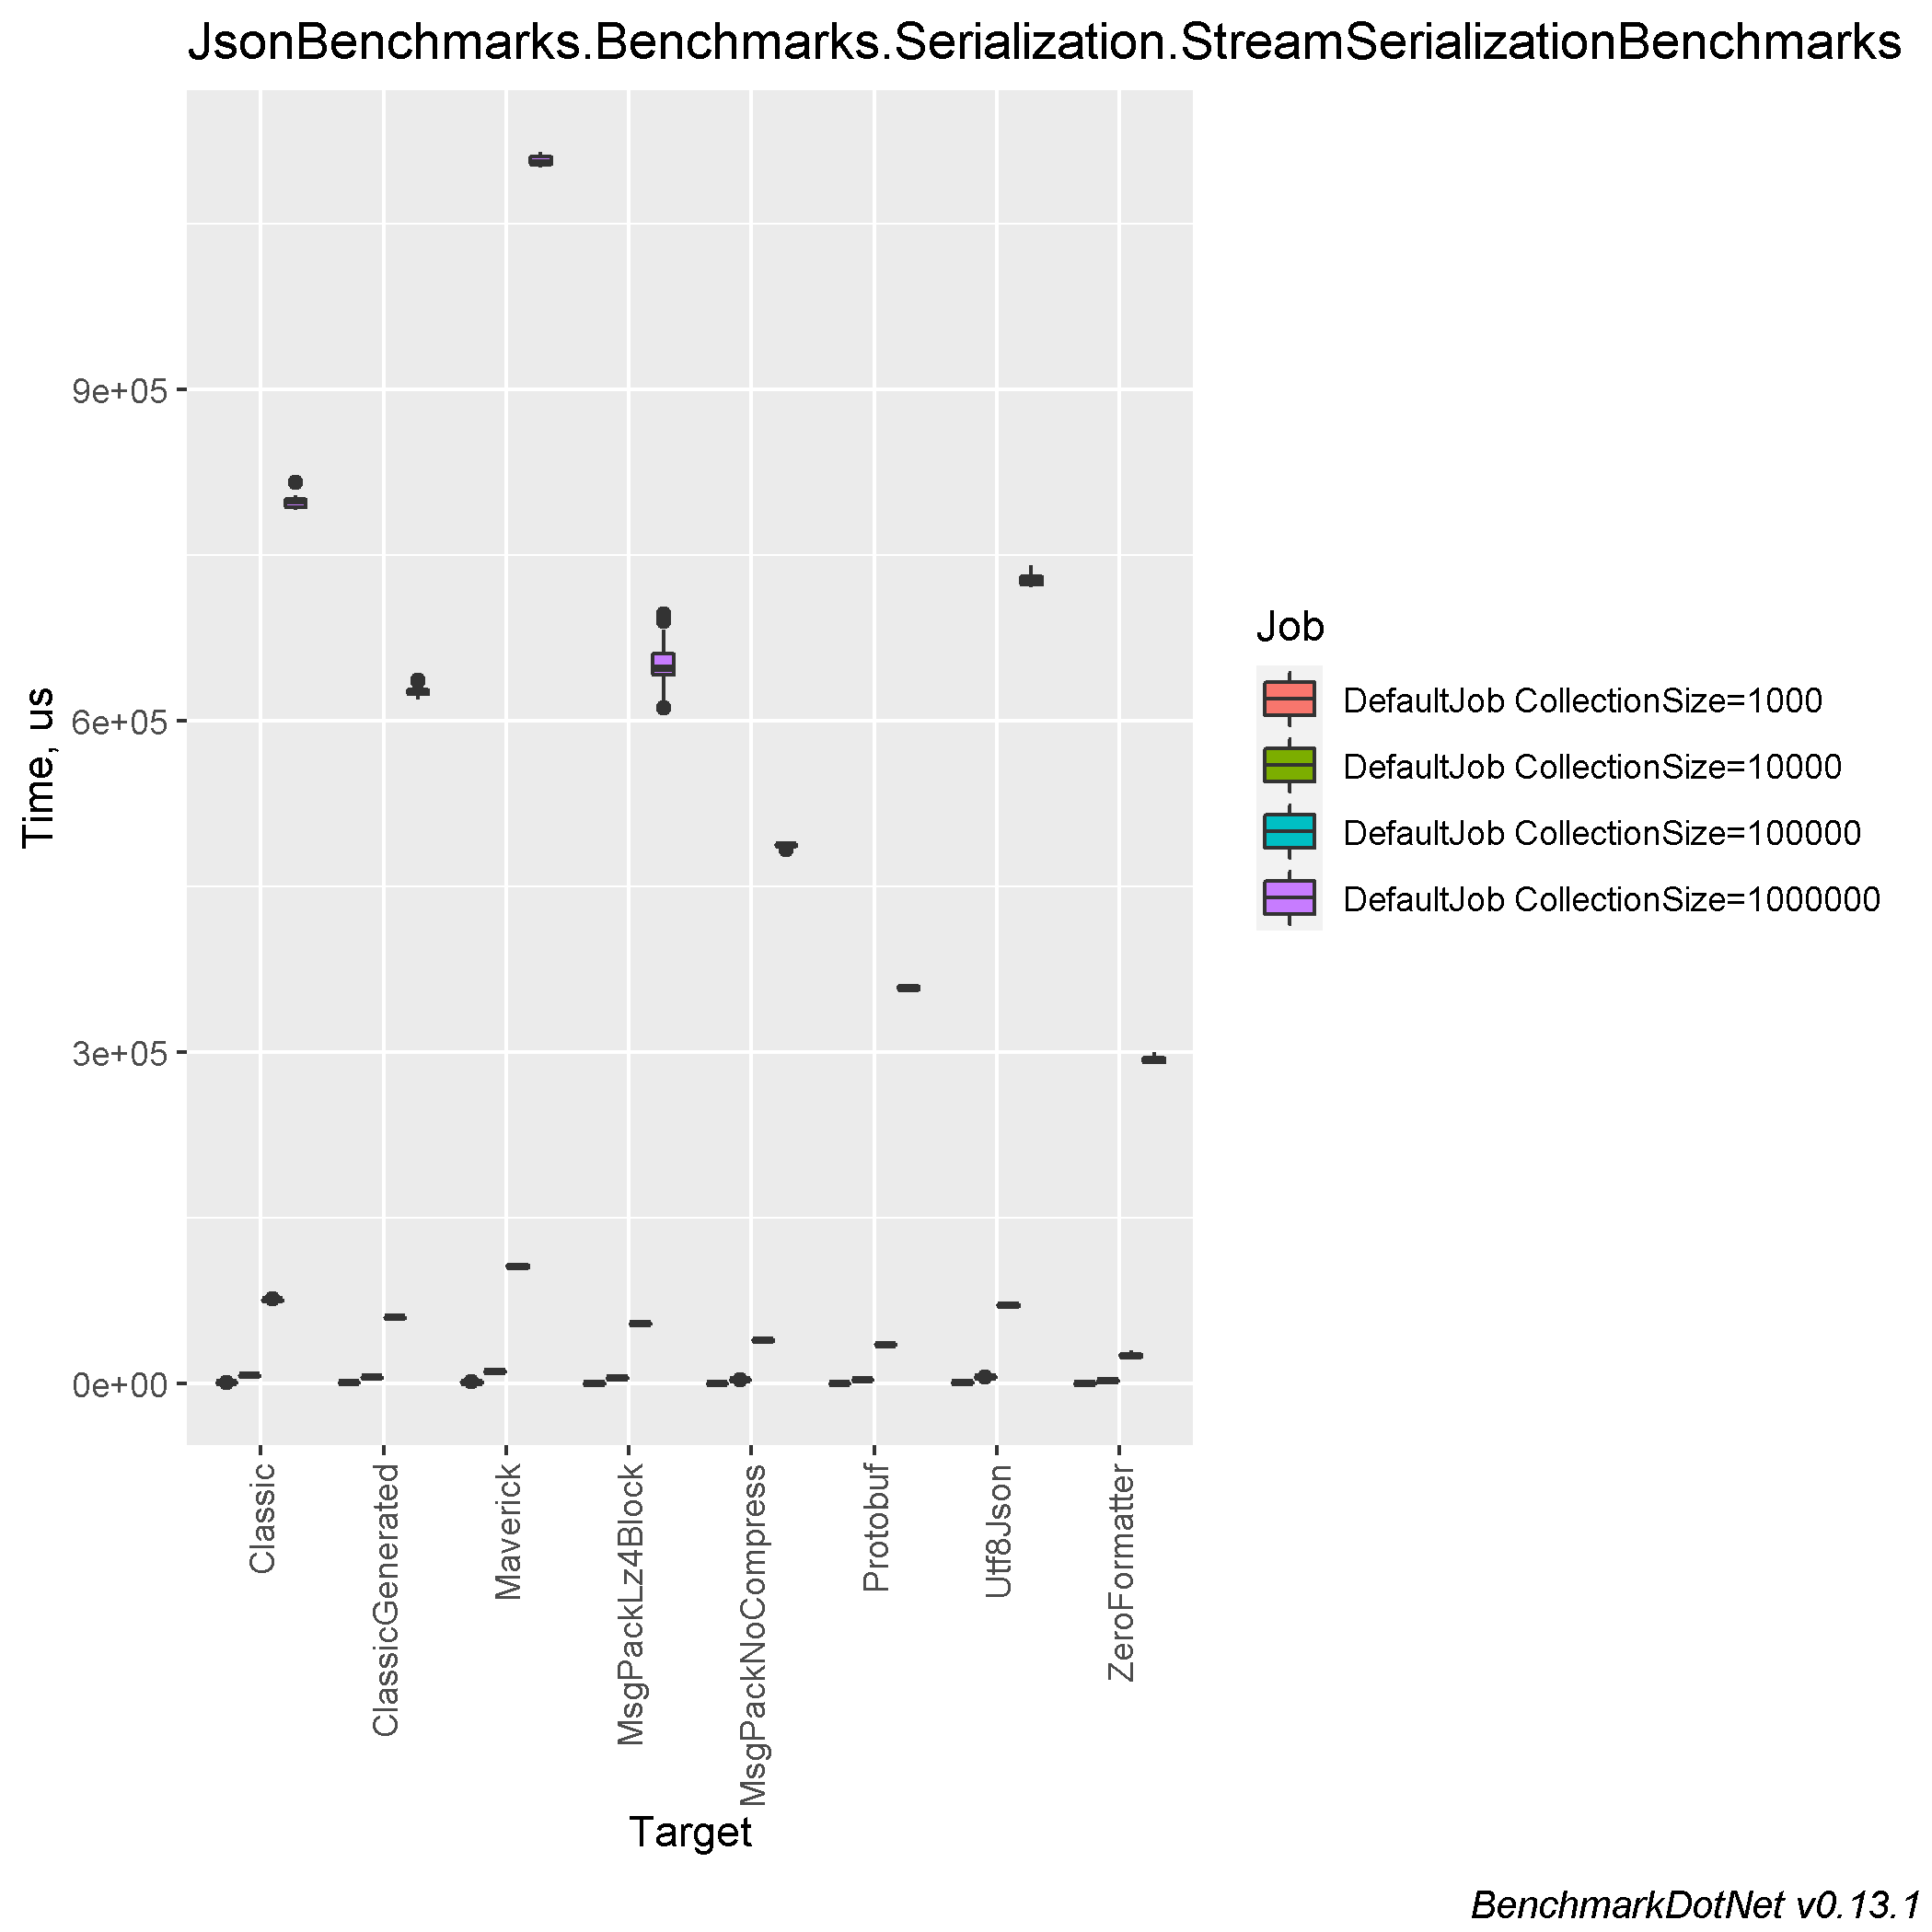 JsonBenchmarks.Benchmarks.Serialization.StreamSerializationBenchmarks
Time, us
9e+05
6e+05
3e+05
0e+00
Classic
ClassicGenerated
Maverick
MsgPackLz4Block
MsgPackNoCompress
Protobuf
Utf8Json
ZeroFormatter
Target
Job
DefaultJob CollectionSize=1000
DefaultJob CollectionSize=10000
DefaultJob CollectionSize=100000
DefaultJob CollectionSize=1000000
BenchmarkDotNet v0.13.1